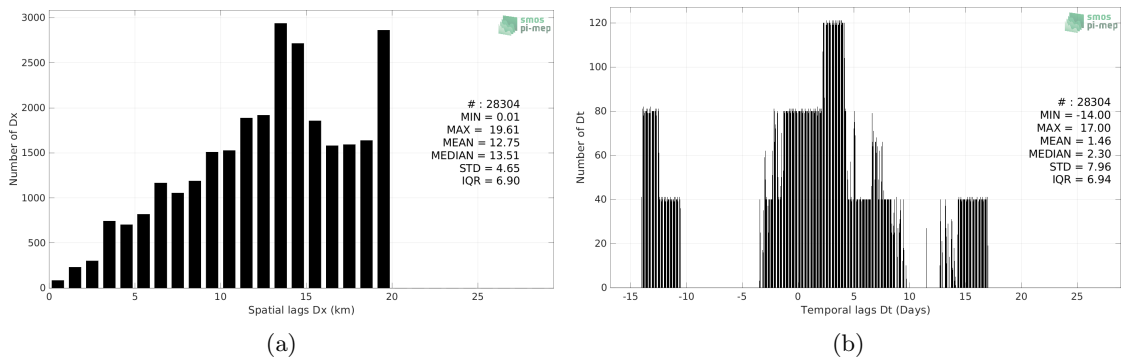 3000
2500
2000
1500
1000
500
0
Number of Dx
smos
pi-mep
# : 28304
MIN = 0.01
MAX = 19.61
MEAN = 12.75
MEDIAN = 13.51
STD = 4.65
IQR = 6.90
0 5 10 15 20 25
Spatial lags Dx (km)
(a)
120
100
80
60
40
20
0
Number of Dt
smos
pi-mep
# : 28304
MIN = -14.00
MAX = 17.00
MEAN = 1.46
MEDIAN = 2.30
STD = 7.96
IQR = 6.94
-15 -10 -5 0 5 10 15 20 25
Temporal lags Dt (Days)
(b)